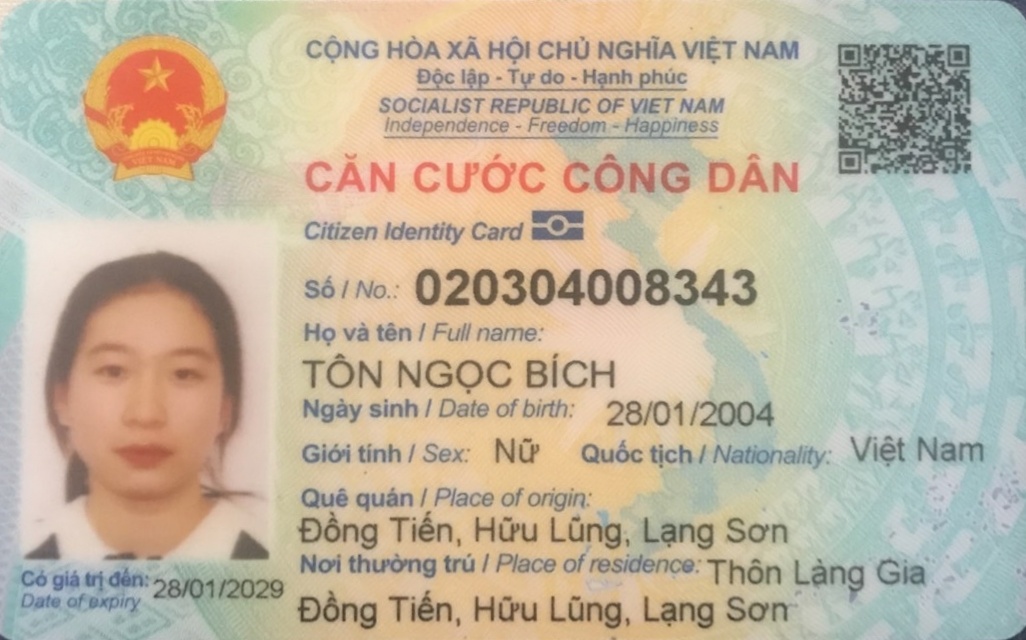 CỘNG HÒA XÃ HỘI CHỦ NGHĨA VIỆT NAM
Độc lập - Tự do - Hạnh phúc
SOCIALIST REPUBLIC OF VIET NAM
Independence - Freedom - Happiness
CĂN CƯỚC CÔNG DÂN
Citizen Identity Card
Số / No.: 020304008343
Họ và tên / Full name:
TÔN NGỌC BÍCH
Ngày sinh / Date of birth: 28/01/2004
Giới tính / Sex: Nữ Quốc tịch / Nationality: Việt Nam
Quê quán / Place of origin:
Đồng Tiến, Hữu Lũng, Lạng Sơn
Nơi thường trú / Place of residence: Thôn Làng Gia
Đồng Tiến, Hữu Lũng, Lạng Sơn
Có giá trị đến: 28/01/2029
Date of expiry
VIỆT NAM